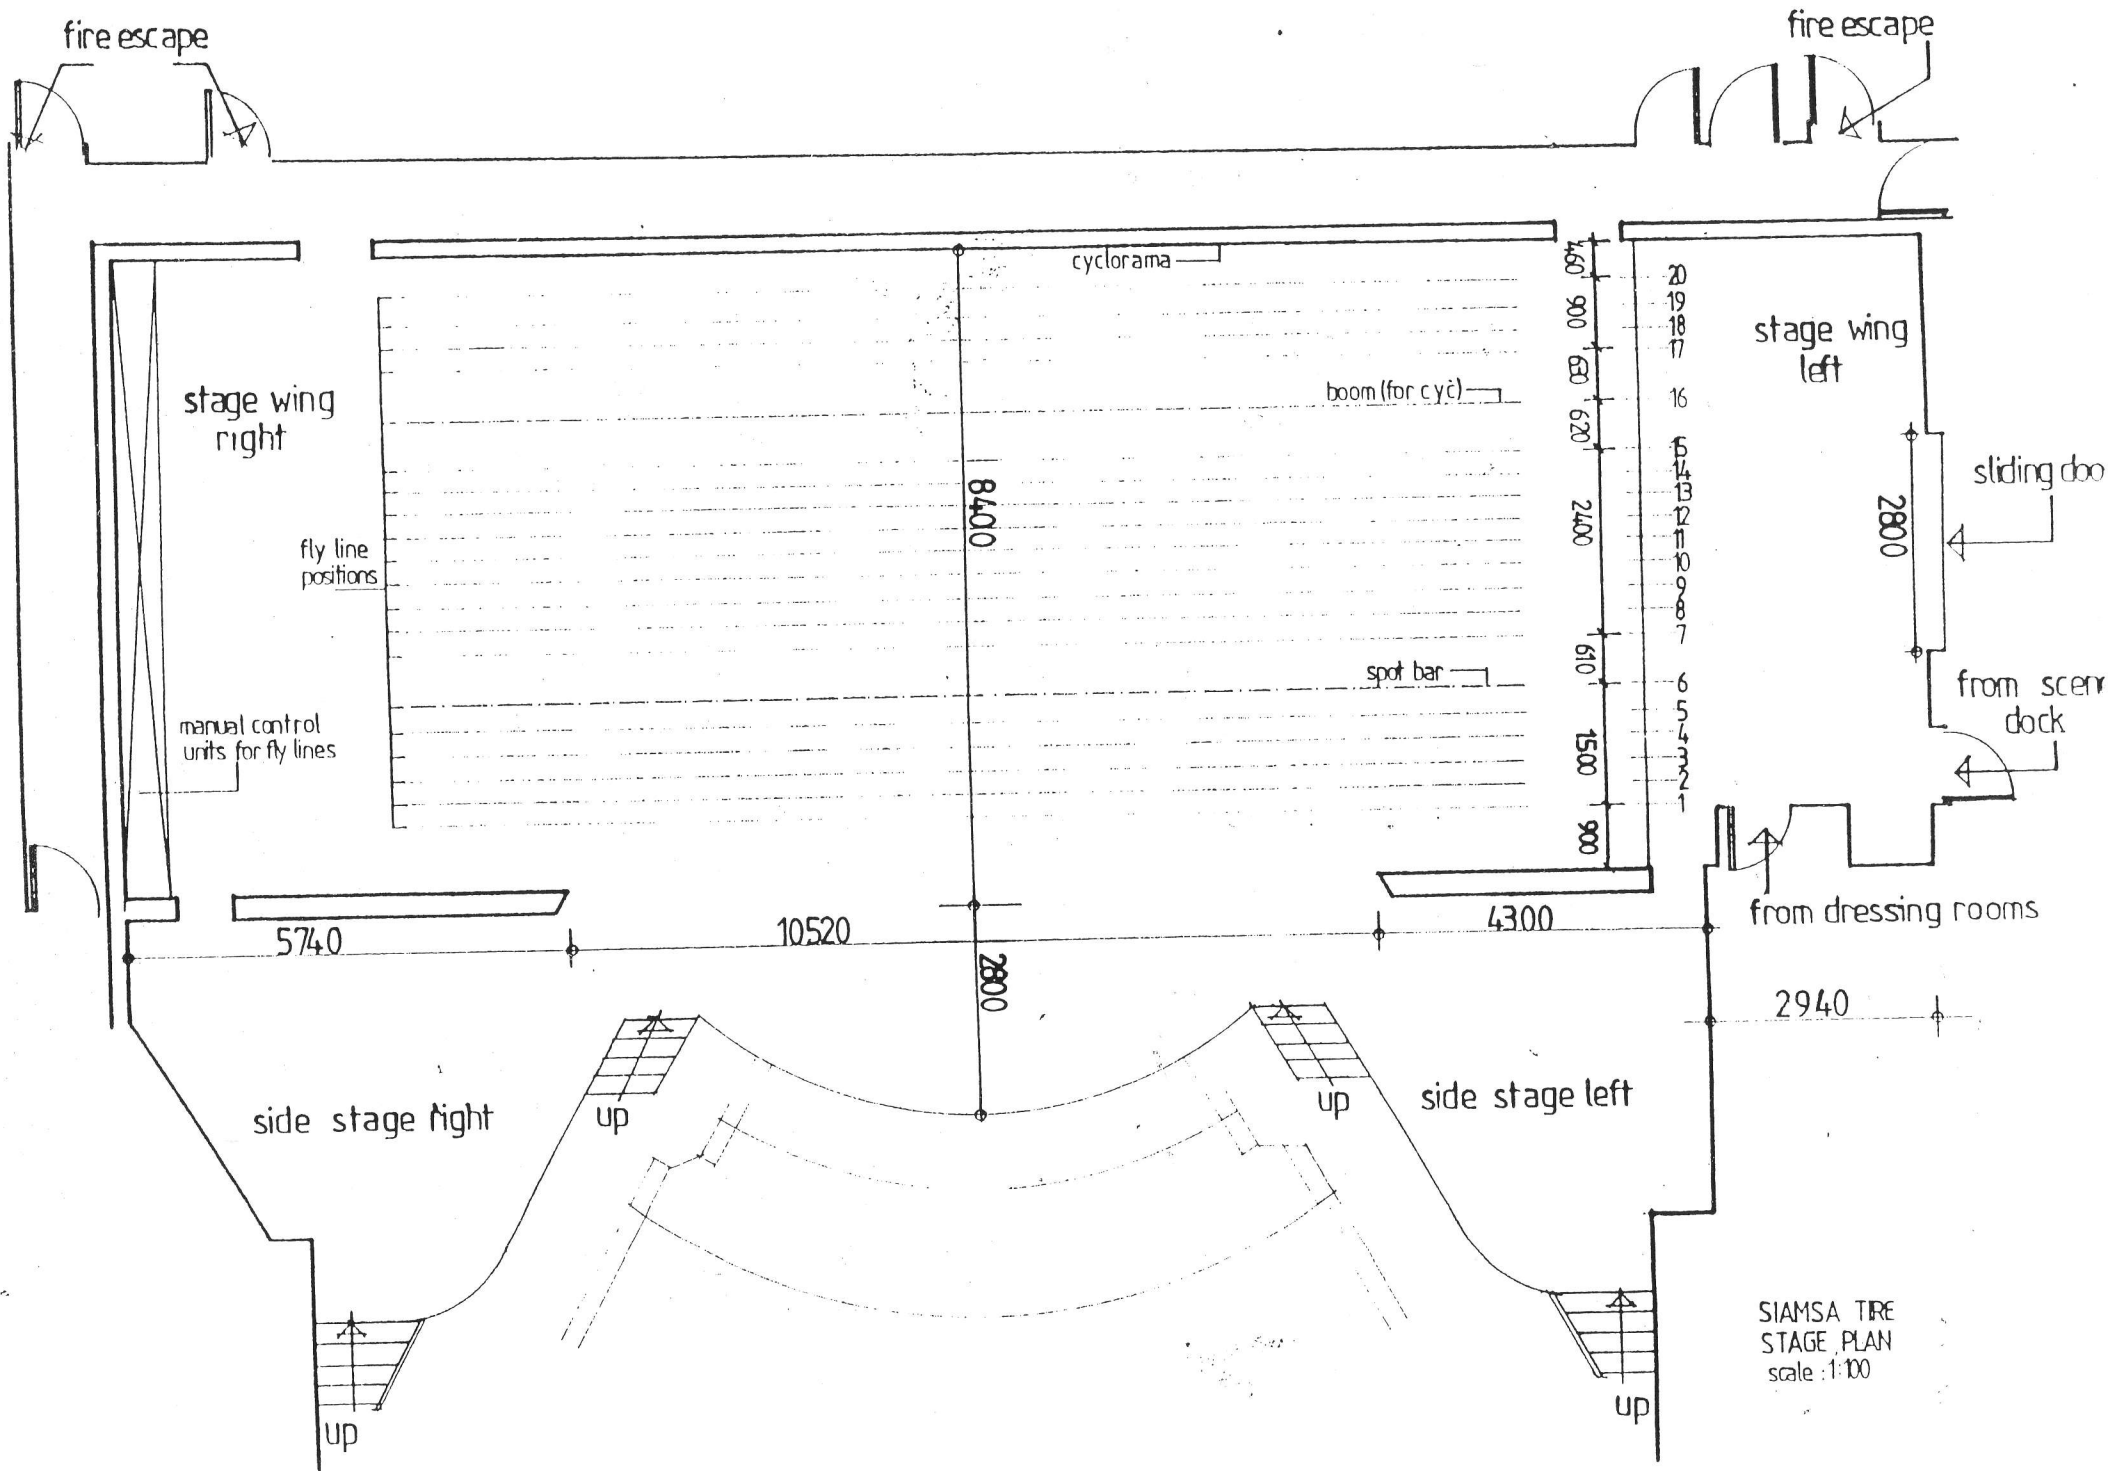 fire escape
fire escape
cyclorama
460
900
630
620
2400
610
1500
900
20
19
18
17
16
15
14
13
12
11
10
9
8
7
6
5
4
3
2
1
stage wing
left
stage wing
right
boom (for cyc)
8400
sliding doo
2800
fly line
positions
spot bar
from scen
dock
manual control
units for fly lines
from dressing rooms
5740
10520
4300
2800
2940
up
up
side stage right
side stage left
SIAMSA TIRE
STAGE PLAN
scale : 1:100
up
up